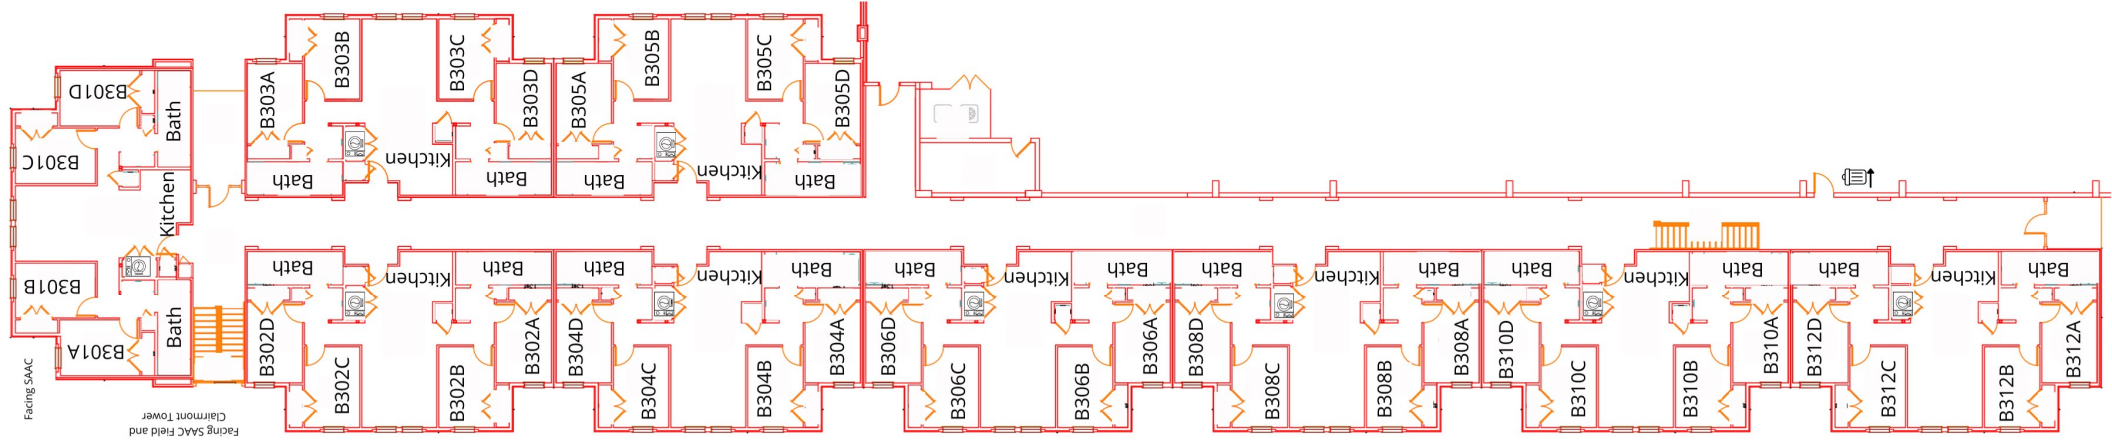 B301D
Bath
B301C
Kitchen
B301B
Bath
B301A
B303A
B303B
B303C
B303D
Bath
Kitchen
Bath
B305A
B305B
B305C
B305D
Bath
Kitchen
Bath
Bath
Kitchen
Bath
B302D
B302C
B302B
B302A
Bath
Kitchen
Bath
B304D
B304C
B304B
B304A
Bath
Kitchen
Bath
B306D
B306C
B306B
B306A
Bath
Kitchen
Bath
B308D
B308C
B308B
B308A
Bath
Kitchen
Bath
B310D
B310C
B310B
B310A
Bath
Kitchen
Bath
B312D
B312C
B312B
B312A
Facing SAAC
Facing SAAC Field and
Clairmont Tower